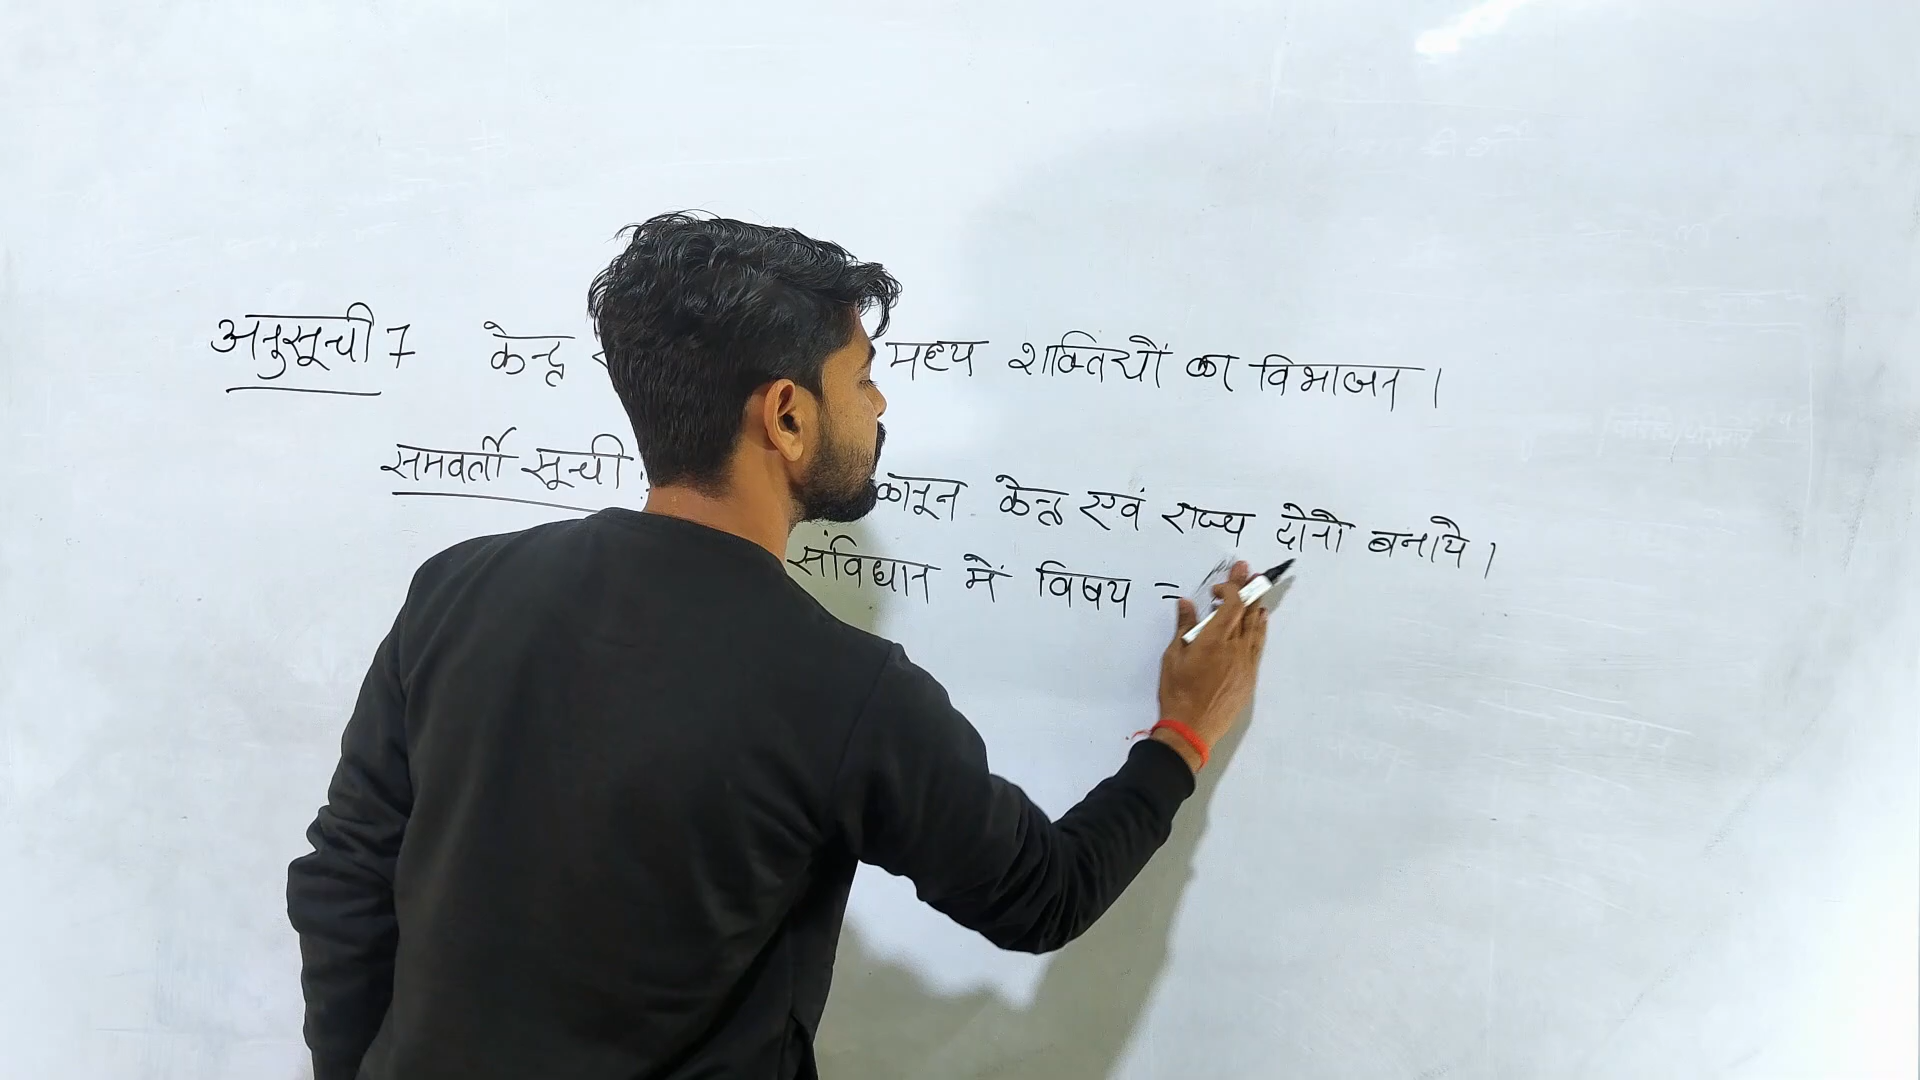 अनुसूची 7 केन्द्र मध्य शक्तियों का विभाजन।
समवर्ती सूची : कानून केन्द्र एवं राज्य दोनो बनाये।
संविधान में विषय =